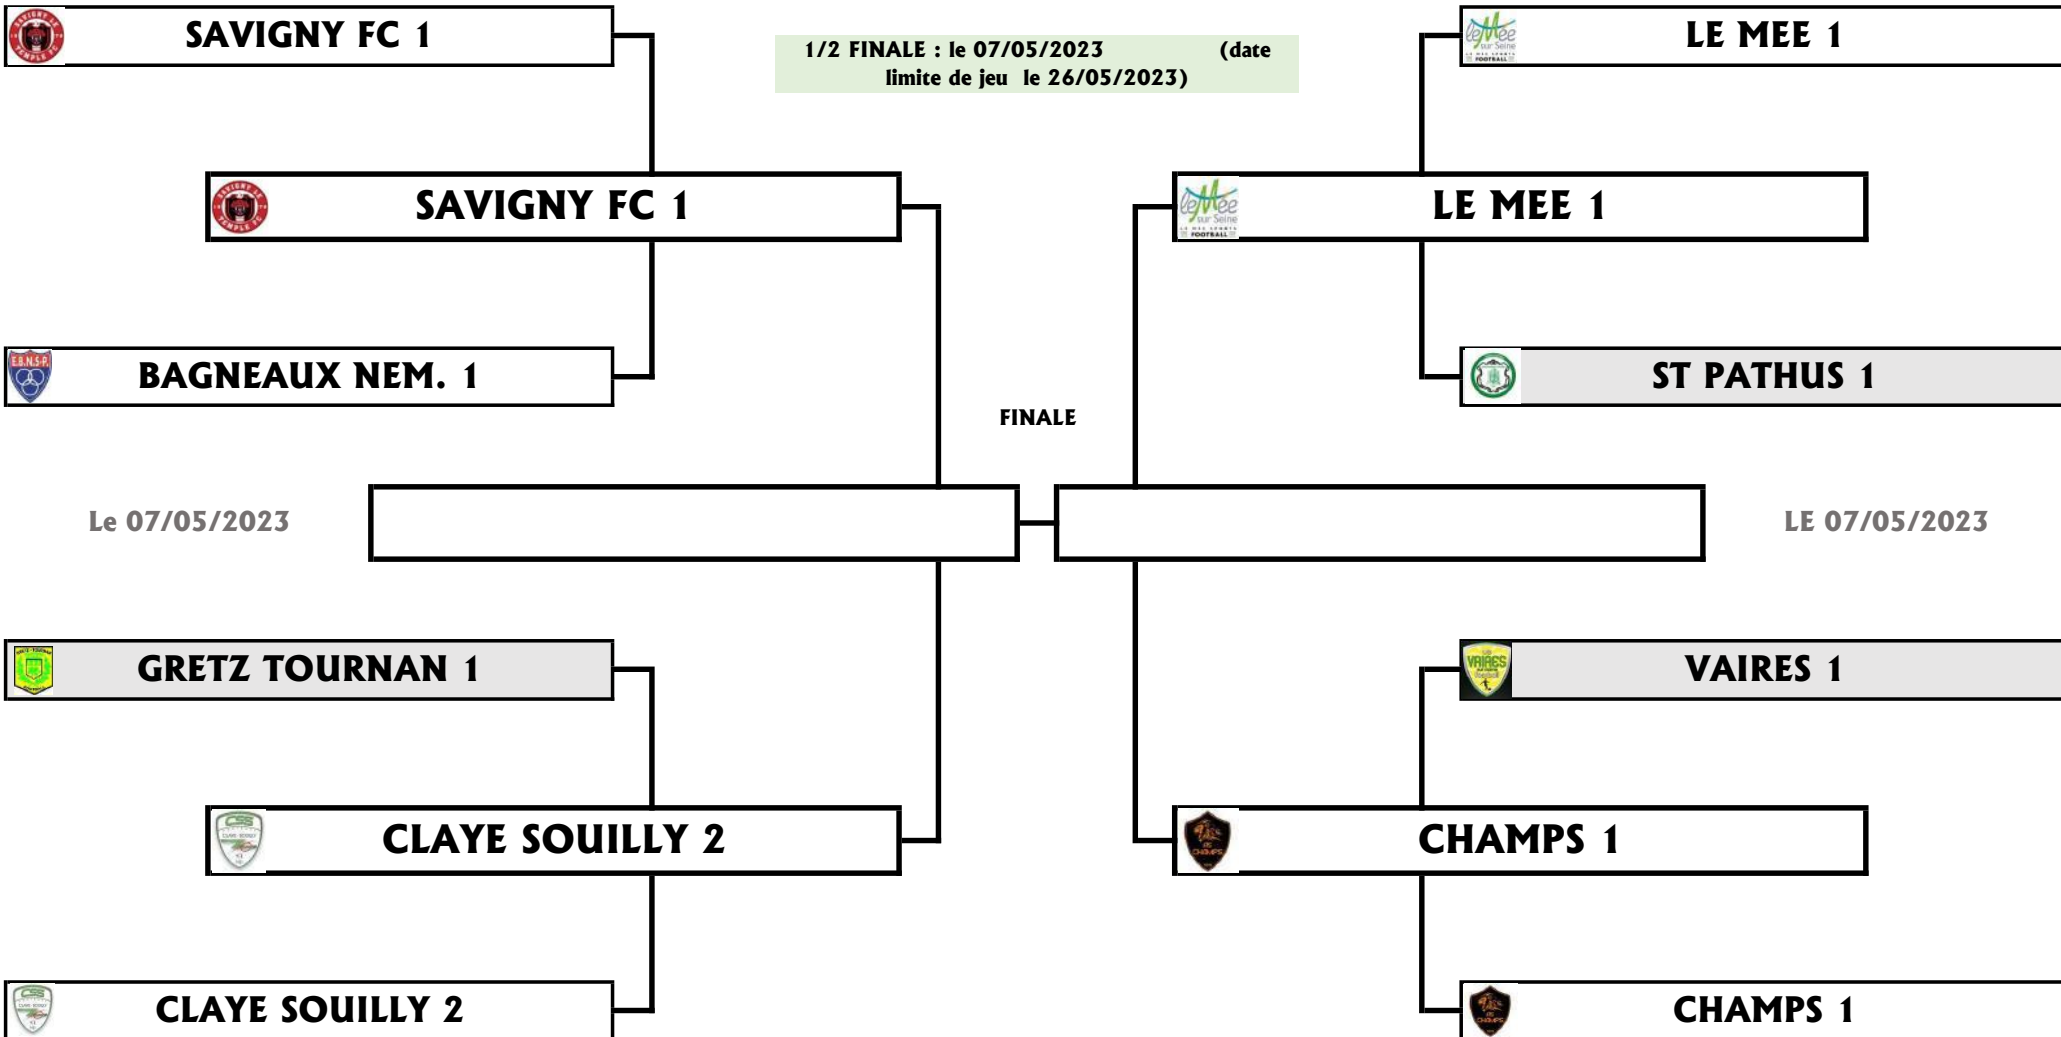 SAVIGNY FC 1
LE MEE 1
1/2 FINALE : le 07/05/2023 (date
limite de jeu le 26/05/2023)
SAVIGNY FC 1
LE MEE 1
BAGNEAUX NEM. 1
ST PATHUS 1
FINALE
Le 07/05/2023
LE 07/05/2023
GRETZ TOURNAN 1
VAIRES 1
CLAYE SOUILLY 2
CHAMPS 1
CLAYE SOUILLY 2
CHAMPS 1